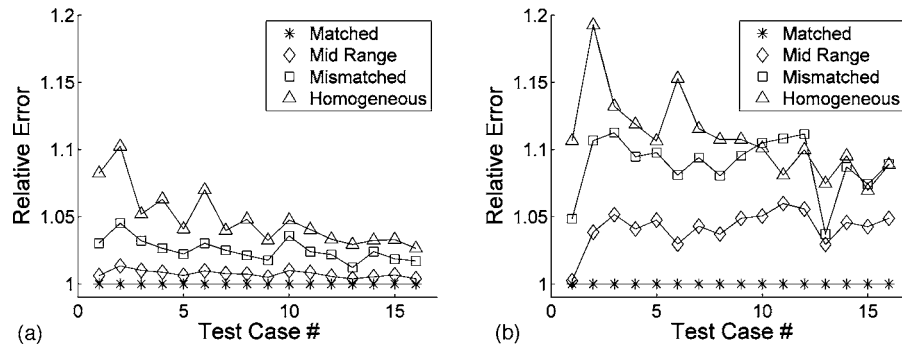 1.2
1.15
1.1
1.05
1
0
5
10
15
Relative Error
Test Case #
Matched
Mid Range
Mismatched
Homogeneous
(a)
1.2
1.15
1.1
1.05
1
0
5
10
15
Relative Error
Test Case #
Matched
Mid Range
Mismatched
Homogeneous
(b)